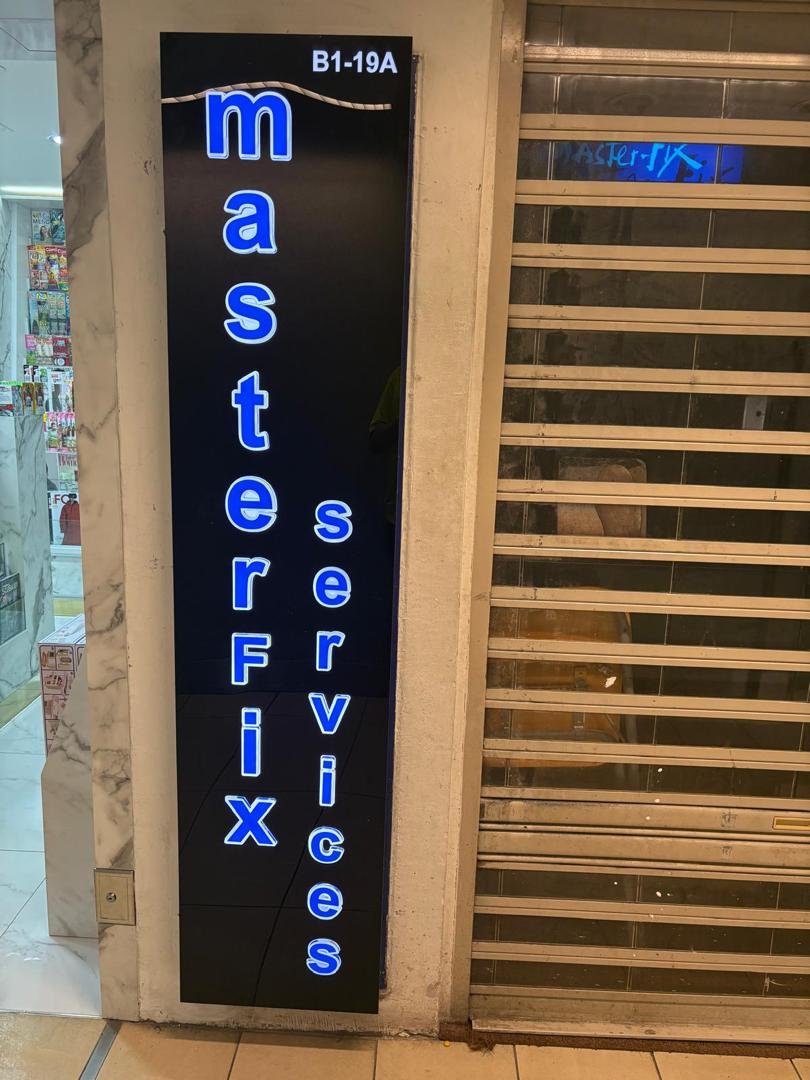 B1-19A
masterFix
services
Master-fix